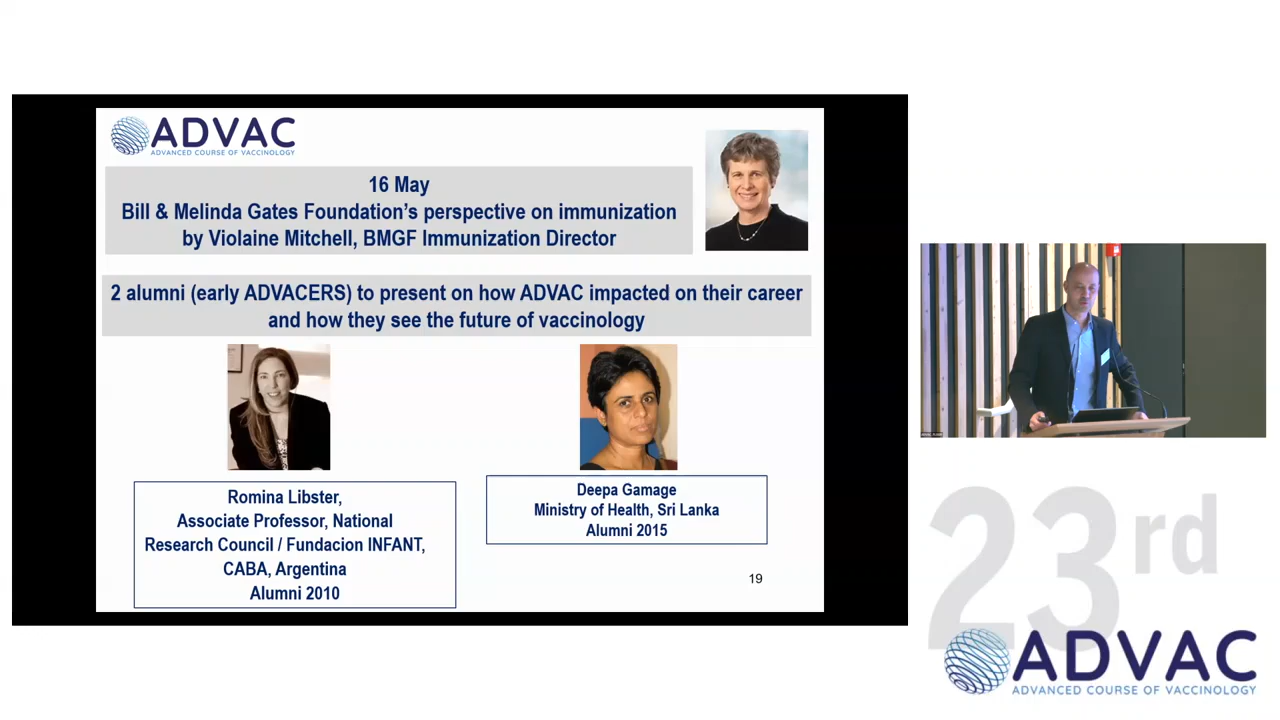 ADVAC
ADVANCED COURSE OF VACCINOLOGY
16 May
Bill & Melinda Gates Foundation's perspective on immunization
by Violaine Mitchell, BMGF Immunization Director
2 alumni (early ADVACERS) to present on how ADVAC impacted on their career
and how they see the future of vaccinology
Romina Libster,
Associate Professor, National
Research Council / Fundacion INFANT,
CABA, Argentina
Alumni 2010
Deepa Gamage
Ministry of Health, Sri Lanka
Alumni 2015
19
23rd
ADVAC
ADVANCED COURSE OF VACCINOLOGY